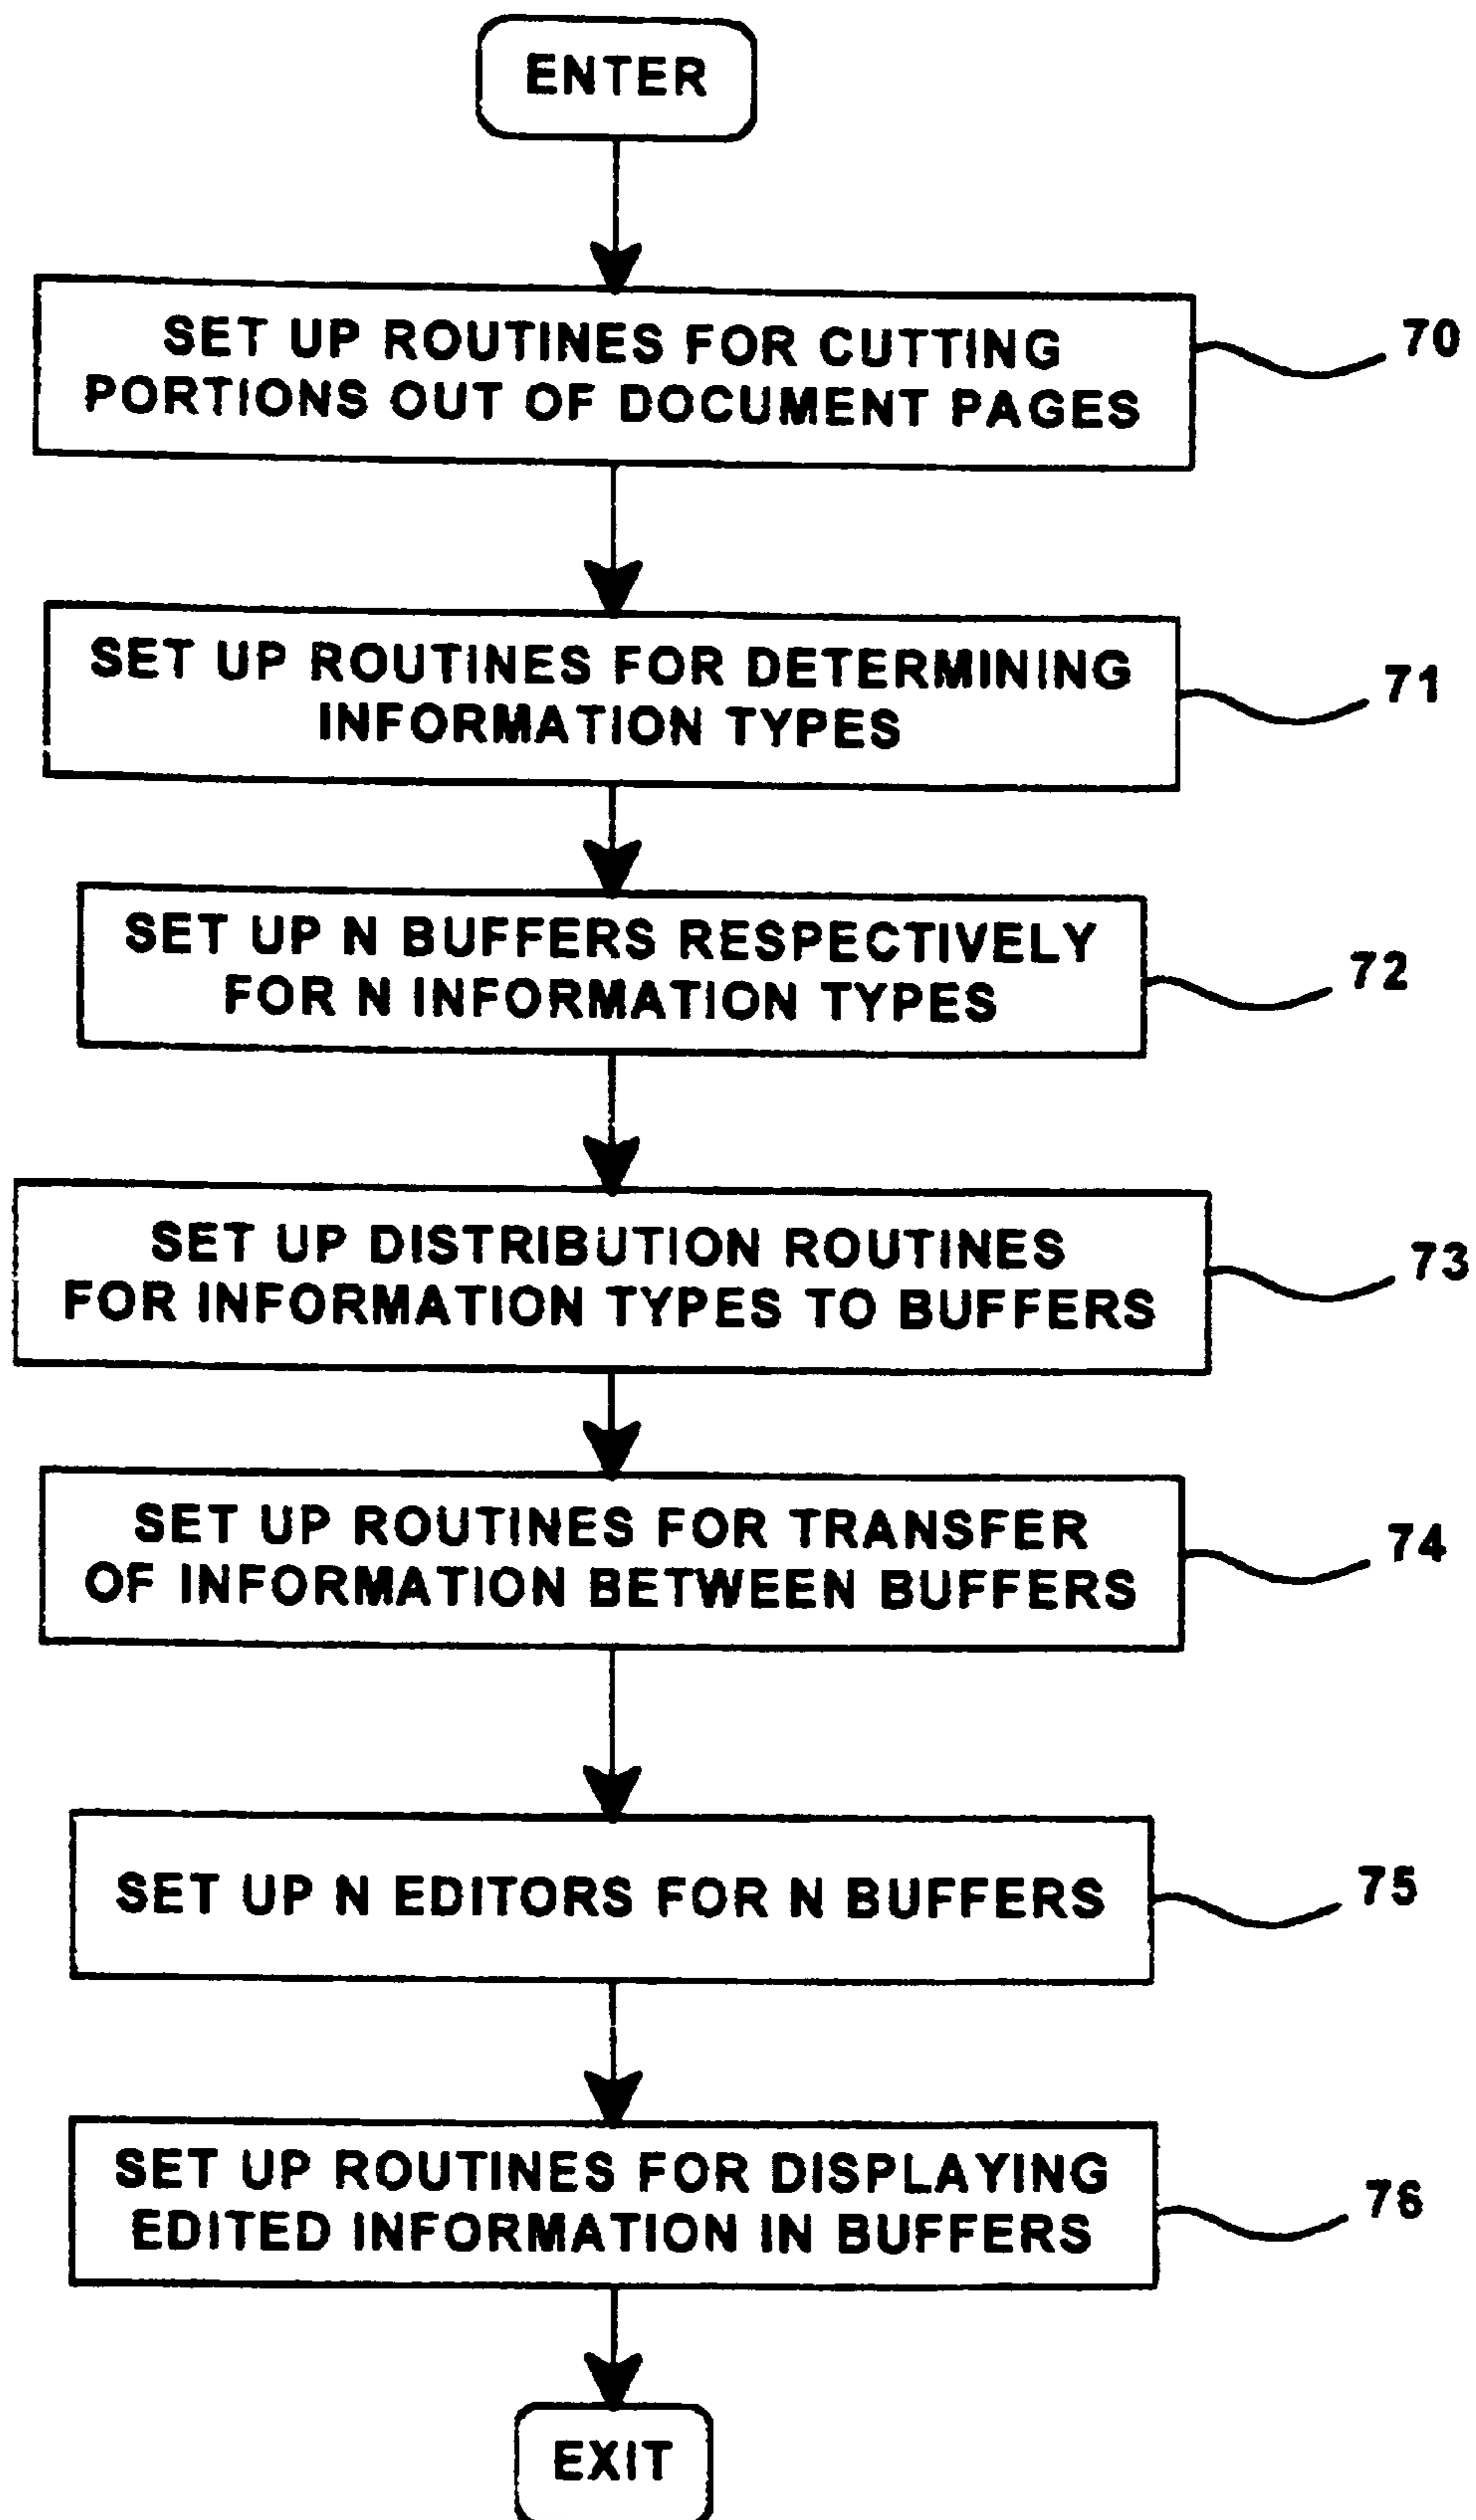 ENTER
SET UP ROUTINES FOR CUTTING
PORTIONS OUT OF DOCUMENT PAGES
70
SET UP ROUTINES FOR DETERMINING
INFORMATION TYPES
71
SET UP N BUFFERS RESPECTIVELY
FOR N INFORMATION TYPES
72
SET UP DISTRIBUTION ROUTINES
FOR INFORMATION TYPES TO BUFFERS
73
SET UP ROUTINES FOR TRANSFER
OF INFORMATION BETWEEN BUFFERS
74
SET UP N EDITORS FOR N BUFFERS
75
SET UP ROUTINES FOR DISPLAYING
EDITED INFORMATION IN BUFFERS
76
EXIT